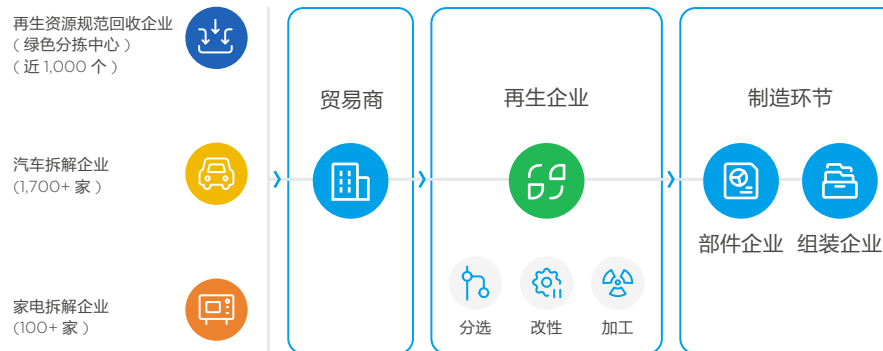 再生资源规范回收企业
（绿色分拣中心）
（近 1,000 个）
汽车拆解企业
(1,700+ 家）
家电拆解企业
(100+ 家）
贸易商
再生企业
分选
改性
加工
制造环节
部件企业
组装企业